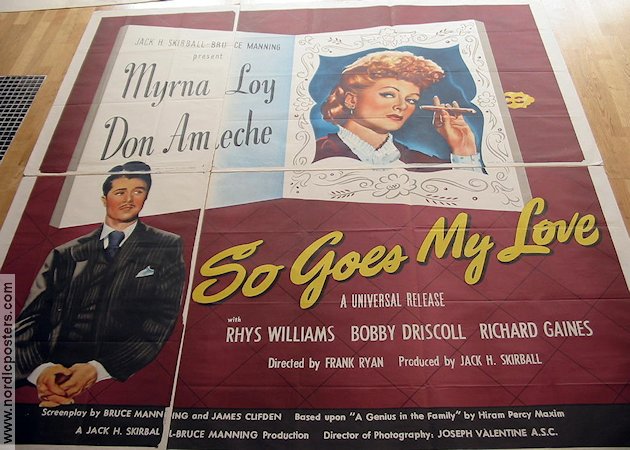 JACK H. SKIRBALL-BRUCE MANNING
present
Myrna Loy
Don Ameche
So Goes My Love
A UNIVERSAL RELEASE
with
RHYS WILLIAMS BOBBY DRISCOLL RICHARD GAINES
Directed by FRANK RYAN Produced by JACK H. SKIRBALL
Screenplay by BRUCE MANNING and JAMES CLIFDEN Based upon "A Genius in the Family" by Hiram Percy Maxim
A JACK H. SKIRBALL-BRUCE MANNING Production Director of Photography: JOSEPH VALENTINE A.S.C.
www.nordicposters.com